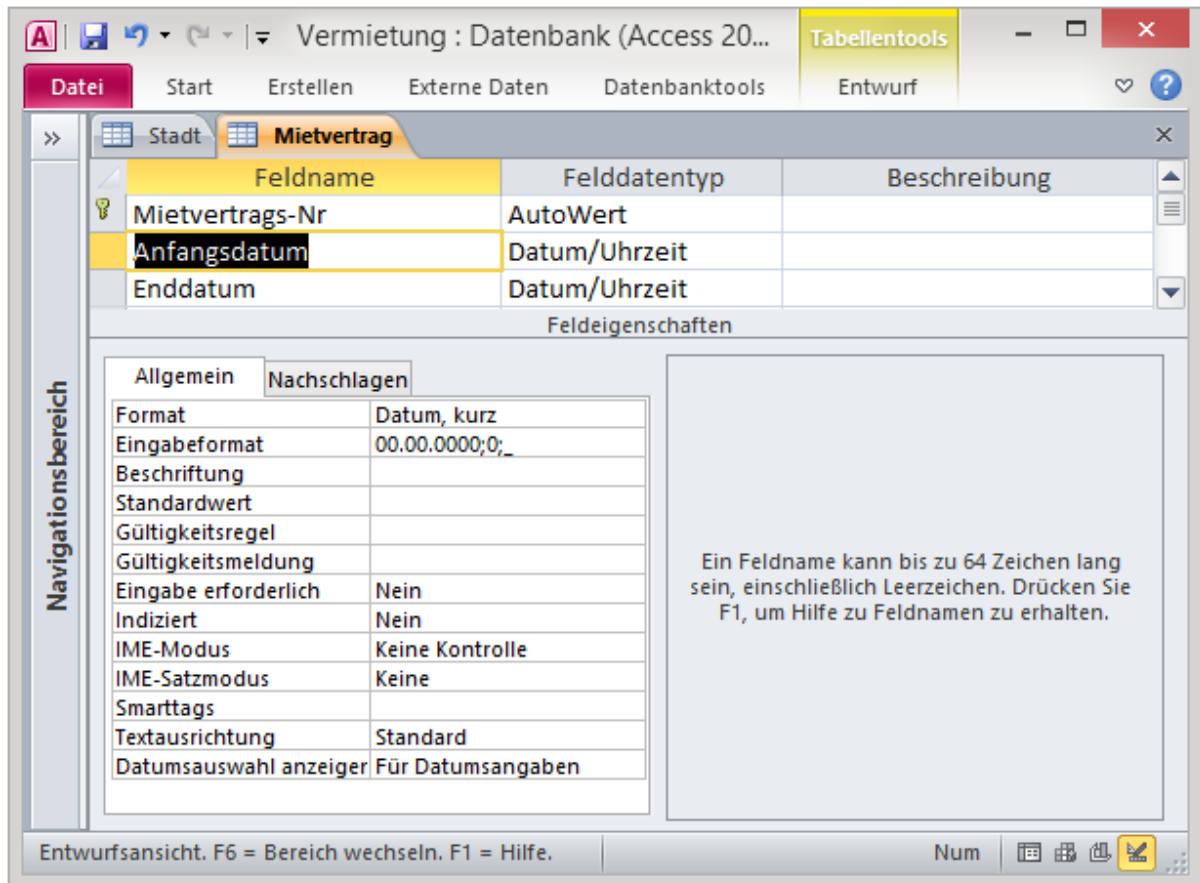 Vermietung : Datenbank (Access 20...
Tabellentools
Datei Start Erstellen Externe Daten Datenbanktools Entwurf
Stadt Mietvertrag
Feldname Felddatentyp Beschreibung
Mietvertrags-Nr AutoWert
Anfangsdatum Datum/Uhrzeit
Enddatum Datum/Uhrzeit
Feldeigenschaften
Navigationsbereich
Allgemein Nachschlagen
Format Datum, kurz
Eingabeformat 00.00.0000;0;_
Beschriftung
Standardwert
Gültigkeitsregel
Gültigkeitsmeldung
Eingabe erforderlich Nein
Indiziert Nein
IME-Modus Keine Kontrolle
IME-Satzmodus Keine
Smarttags
Textausrichtung Standard
Datumsauswahl anzeiger Für Datumsangaben
Ein Feldname kann bis zu 64 Zeichen lang
sein, einschließlich Leerzeichen. Drücken Sie
F1, um Hilfe zu Feldnamen zu erhalten.
Entwurfsansicht. F6 = Bereich wechseln. F1 = Hilfe.
Num